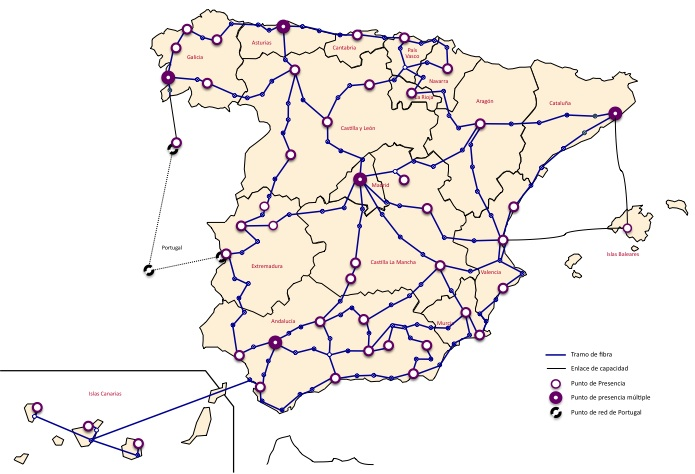 Asturias
Cantabria
País
Vasco
Galicia
Navarra
La Rioja
Aragón
Cataluña
Castilla y León
Madrid
Portugal
Extremadura
Castilla La Mancha
Valencia
Islas Baleares
Andalucía
Murcia
Islas Canarias
Tramo de fibra
Enlace de capacidad
Punto de Presencia
Punto de presencia múltiple
Punto de red de Portugal